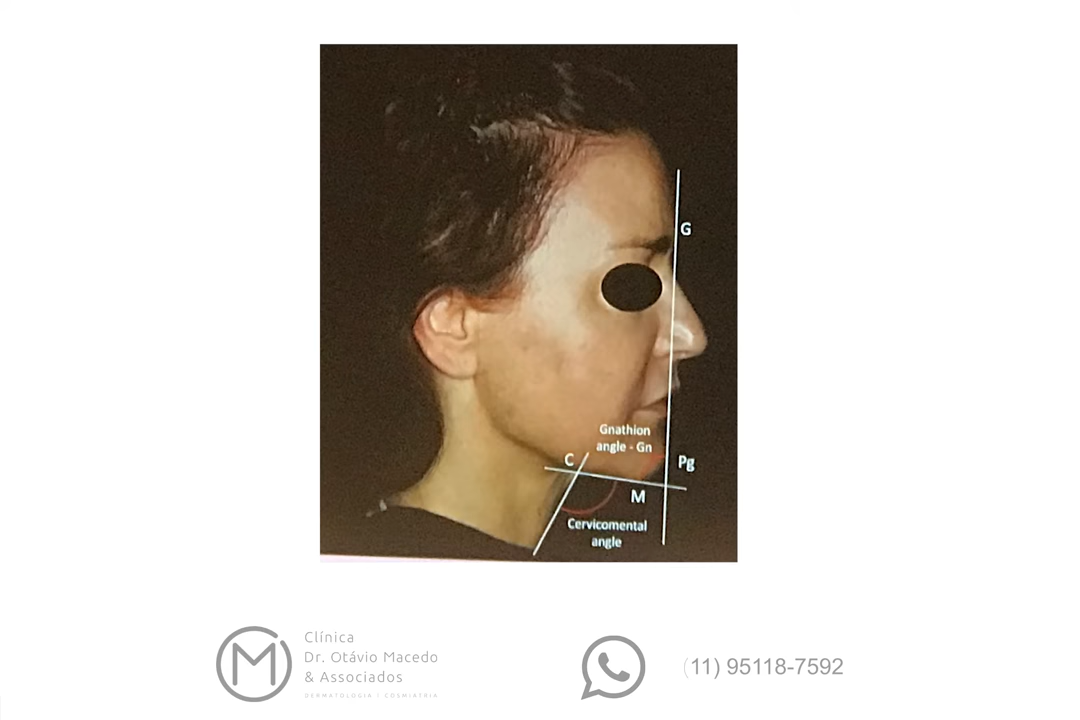 G
Gnathion
angle - Gn
C
Pg
M
Cervicomental
angle
M
Clínica
Dr. Otávio Macedo
& Associados
DERMATOLOGIA | COSMIATRIA
(11) 95118-7592